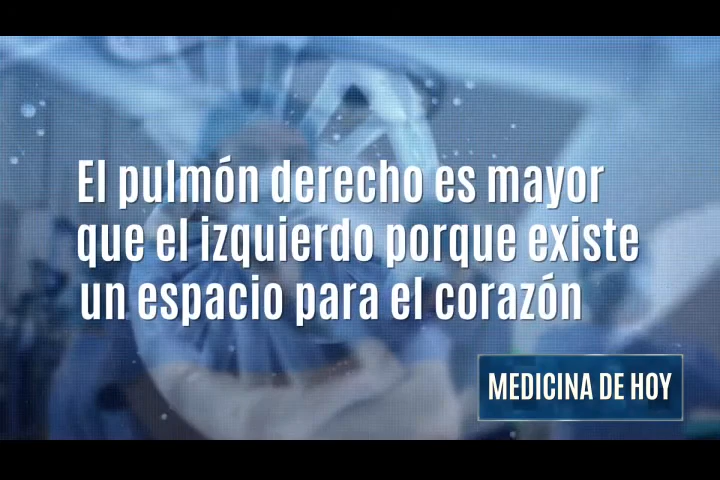 El pulmón derecho es mayor
que el izquierdo porque existe
un espacio para el corazón
MEDICINA DE HOY